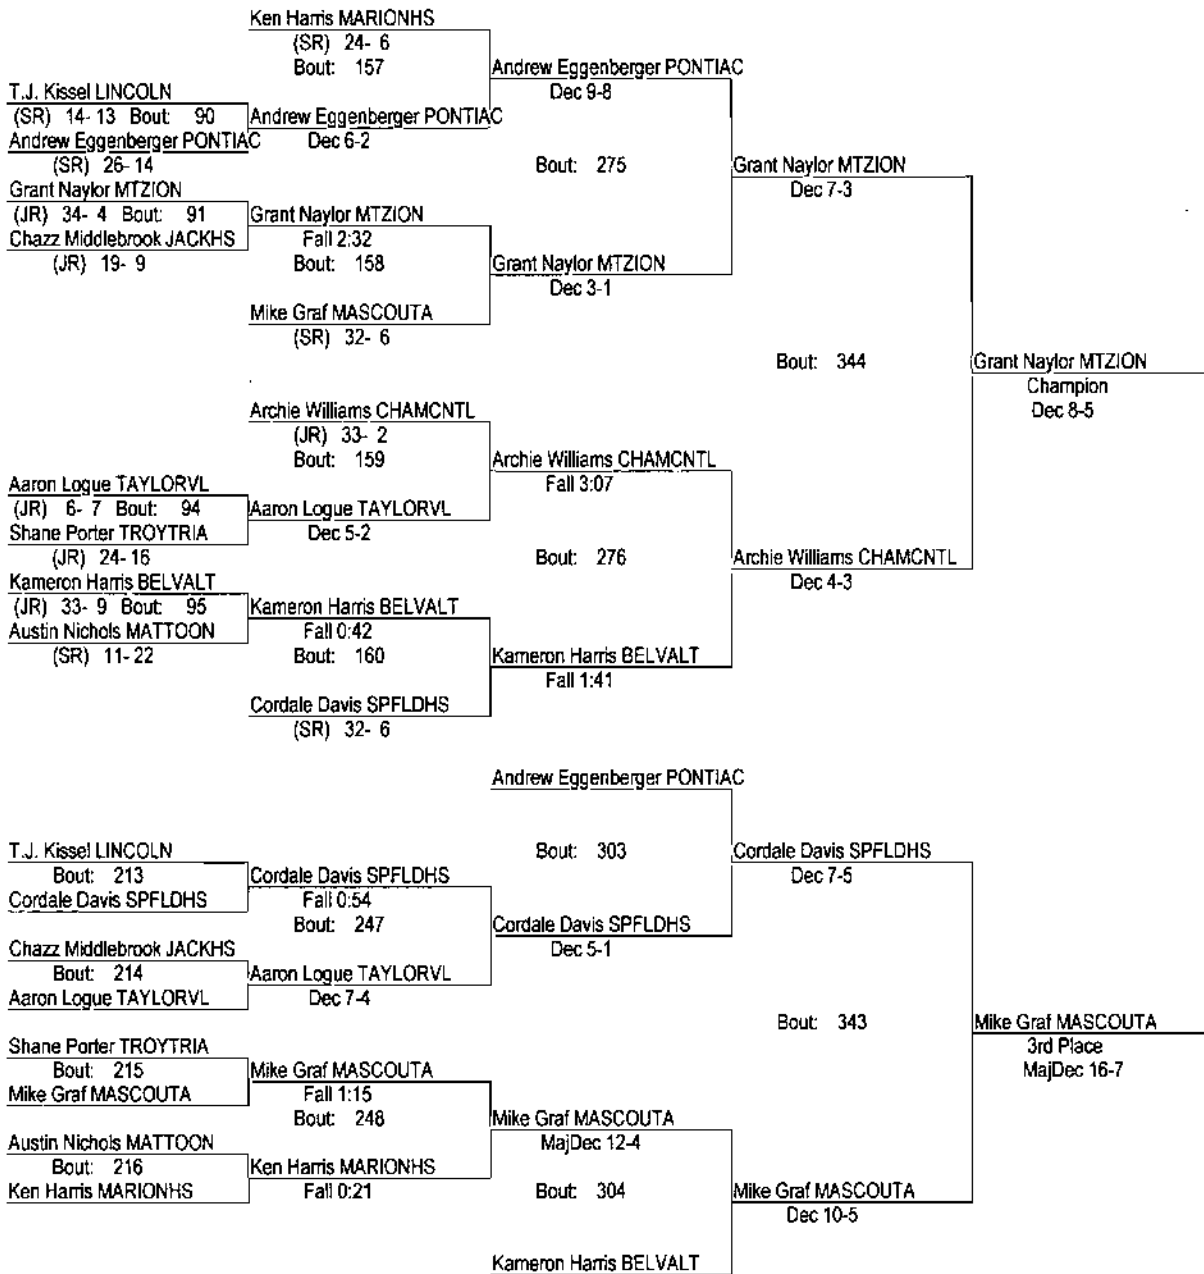 Ken Harris MARIONHS
(SR) 24- 6
Bout: 157
Andrew Eggenberger PONTIAC
Dec 9-8
T.J. Kissel LINCOLN
(SR) 14- 13 Bout: 90
Andrew Eggenberger PONTIAC
Dec 6-2
Andrew Eggenberger PONTIAC
(SR) 26- 14
Bout: 275
Grant Naylor MTZION
Dec 7-3
Grant Naylor MTZION
(JR) 34- 4 Bout: 91
Grant Naylor MTZION
Fall 2:32
Chazz Middlebrook JACKHS
(JR) 19- 9
Bout: 158
Grant Naylor MTZION
Dec 3-1
Mike Graf MASCOUTA
(SR) 32- 6
Bout: 344
Grant Naylor MTZION
Champion
Dec 8-5
Archie Williams CHAMCNTL
(JR) 33- 2
Bout: 159
Archie Williams CHAMCNTL
Fall 3:07
Aaron Logue TAYLORVL
(JR) 6- 7 Bout: 94
Aaron Logue TAYLORVL
Dec 5-2
Shane Porter TROYTRIA
(JR) 24- 16
Bout: 276
Archie Williams CHAMCNTL
Dec 4-3
Kameron Harris BELVALT
(JR) 33- 9 Bout: 95
Kameron Harris BELVALT
Fall 0:42
Austin Nichols MATTOON
(SR) 11- 22
Bout: 160
Kameron Harris BELVALT
Fall 1:41
Cordale Davis SPFLDHS
(SR) 32- 6
Andrew Eggenberger PONTIAC
Bout: 303
Cordale Davis SPFLDHS
Dec 7-5
T.J. Kissel LINCOLN
Bout: 213
Cordale Davis SPFLDHS
Cordale Davis SPFLDHS
Fall 0:54
Bout: 247
Cordale Davis SPFLDHS
Dec 5-1
Chazz Middlebrook JACKHS
Bout: 214
Aaron Logue TAYLORVL
Aaron Logue TAYLORVL
Dec 7-4
Bout: 343
Mike Graf MASCOUTA
3rd Place
MajDec 16-7
Shane Porter TROYTRIA
Bout: 215
Mike Graf MASCOUTA
Mike Graf MASCOUTA
Fall 1:15
Bout: 248
Mike Graf MASCOUTA
MajDec 12-4
Austin Nichols MATTOON
Bout: 216
Ken Harris MARIONHS
Ken Harris MARIONHS
Fall 0:21
Bout: 304
Mike Graf MASCOUTA
Dec 10-5
Kameron Harris BELVALT